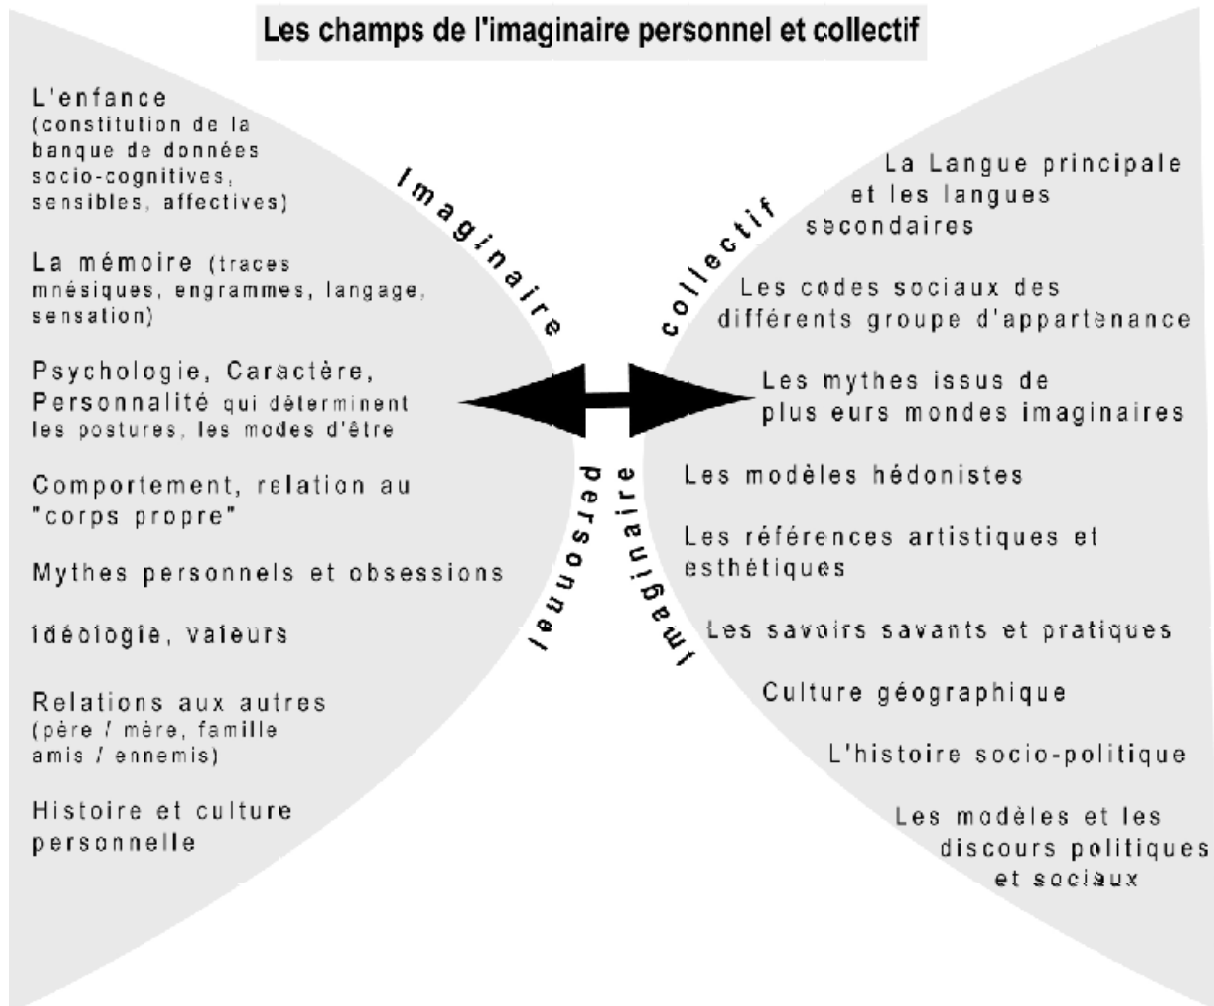 Les champs de l'imaginaire personnel et collectif
L'enfance
(constitution de la
banque de données
socio-cognitives,
sensibles, affectives)
La mémoire (traces
mnésiques, engrammes, langage,
sensation)
Psychologie, Caractère,
Personnalité qui déterminent
les postures, les modes d'être
Comportement, relation au
"corps propre"
Mythes personnels et obsessions
Idéologie, valeurs
Relations aux autres
(père / mère, famille
amis / ennemis)
Histoire et culture
personnelle
Imaginaire
personnel
Imaginaire
collectif
La Langue principale
et les langues
secondaires
Les codes sociaux des
différents groupe d'appartenance
Les mythes issus de
plus eurs mondes imaginaires
Les modèles hédonistes
Les références artistiques et
esthétiques
Les savoirs savants et pratiques
Culture géographique
L'histoire socio-politique
Les modèles et les
discours politiques
et sociaux